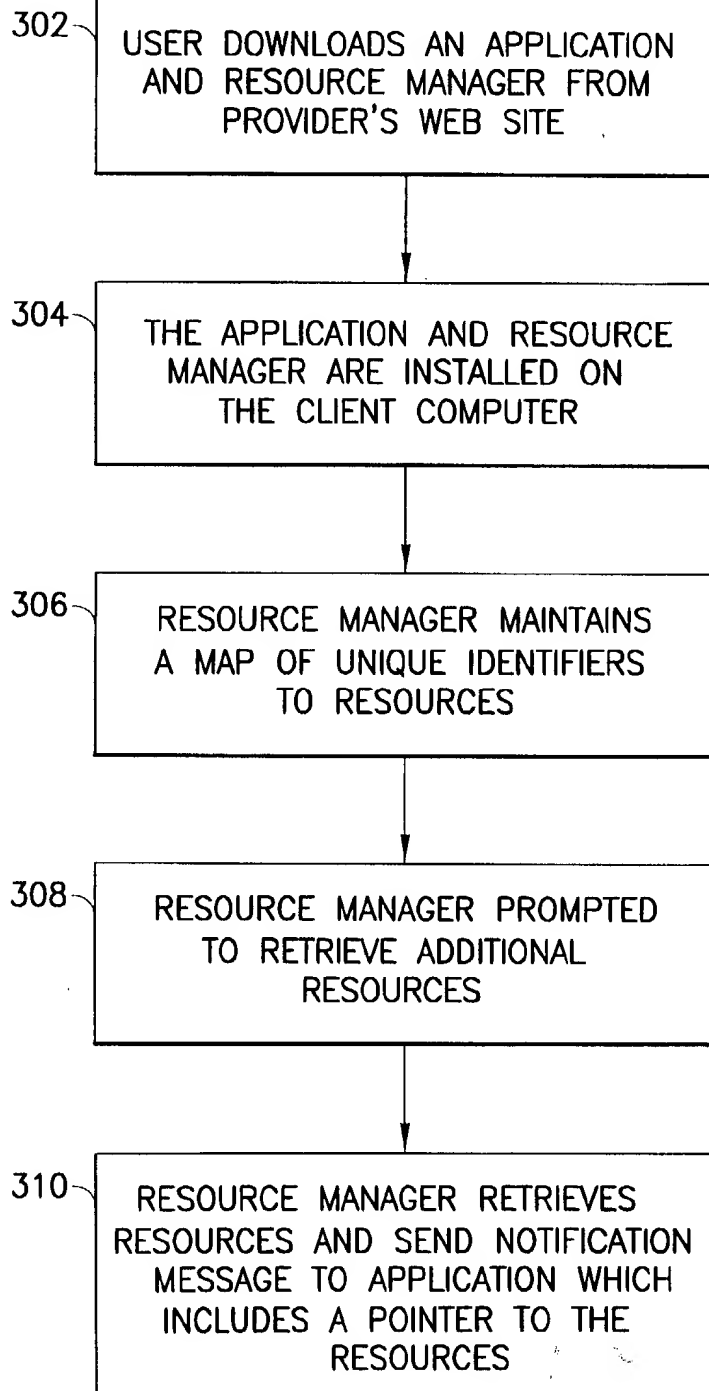 302
USER DOWNLOADS AN APPLICATION
AND RESOURCE MANAGER FROM
PROVIDER'S WEB SITE
304
THE APPLICATION AND RESOURCE
MANAGER ARE INSTALLED ON
THE CLIENT COMPUTER
306
RESOURCE MANAGER MAINTAINS
A MAP OF UNIQUE IDENTIFIERS
TO RESOURCES
308
RESOURCE MANAGER PROMPTED
TO RETRIEVE ADDITIONAL
RESOURCES
310
RESOURCE MANAGER RETRIEVES
RESOURCES AND SEND NOTIFICATION
MESSAGE TO APPLICATION WHICH
INCLUDES A POINTER TO THE
RESOURCES